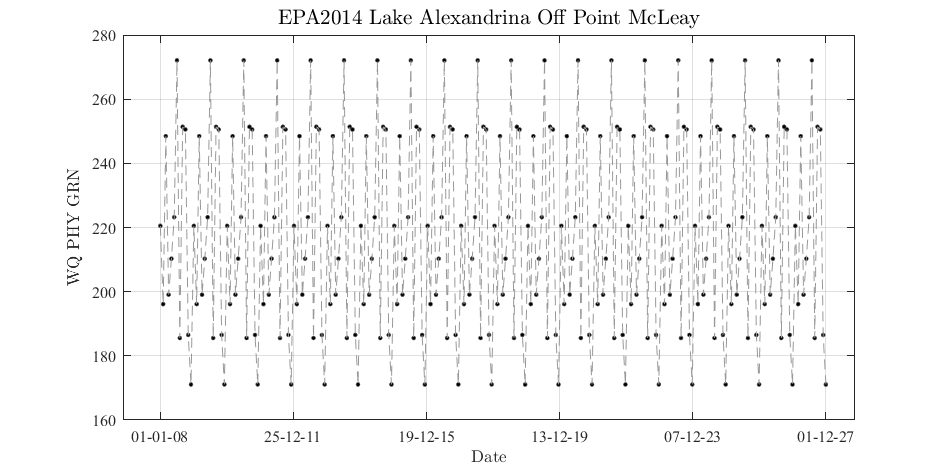 EPA2014 Lake Alexandrina Off Point McLeay
280
260
240
220
200
180
160
WQ PHY GRN
01-01-08 25-12-11 19-12-15 13-12-19 07-12-23 01-12-27
Date